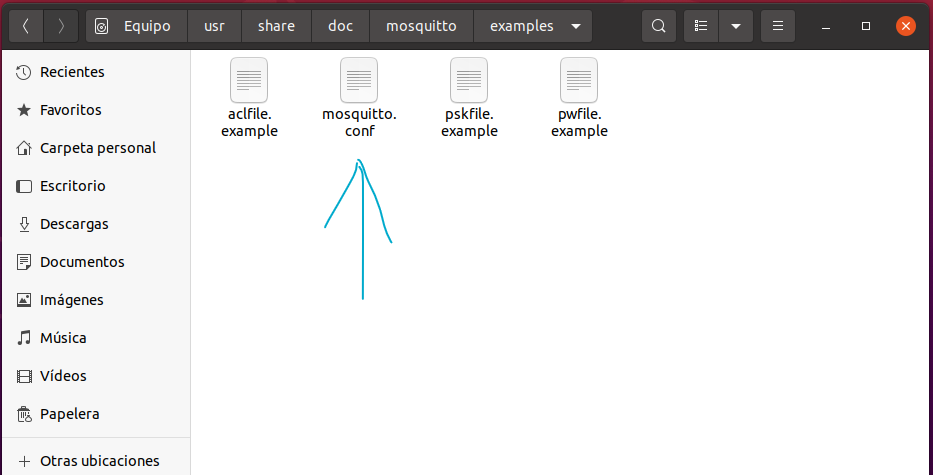 Equipo usr share doc mosquitto examples
Recientes
Favoritos
Carpeta personal
Escritorio
Descargas
Documentos
Imágenes
Música
Vídeos
Papelera
Otras ubicaciones
aclfile.
example
mosquitto.
conf
pskfile.
example
pwfile.
example